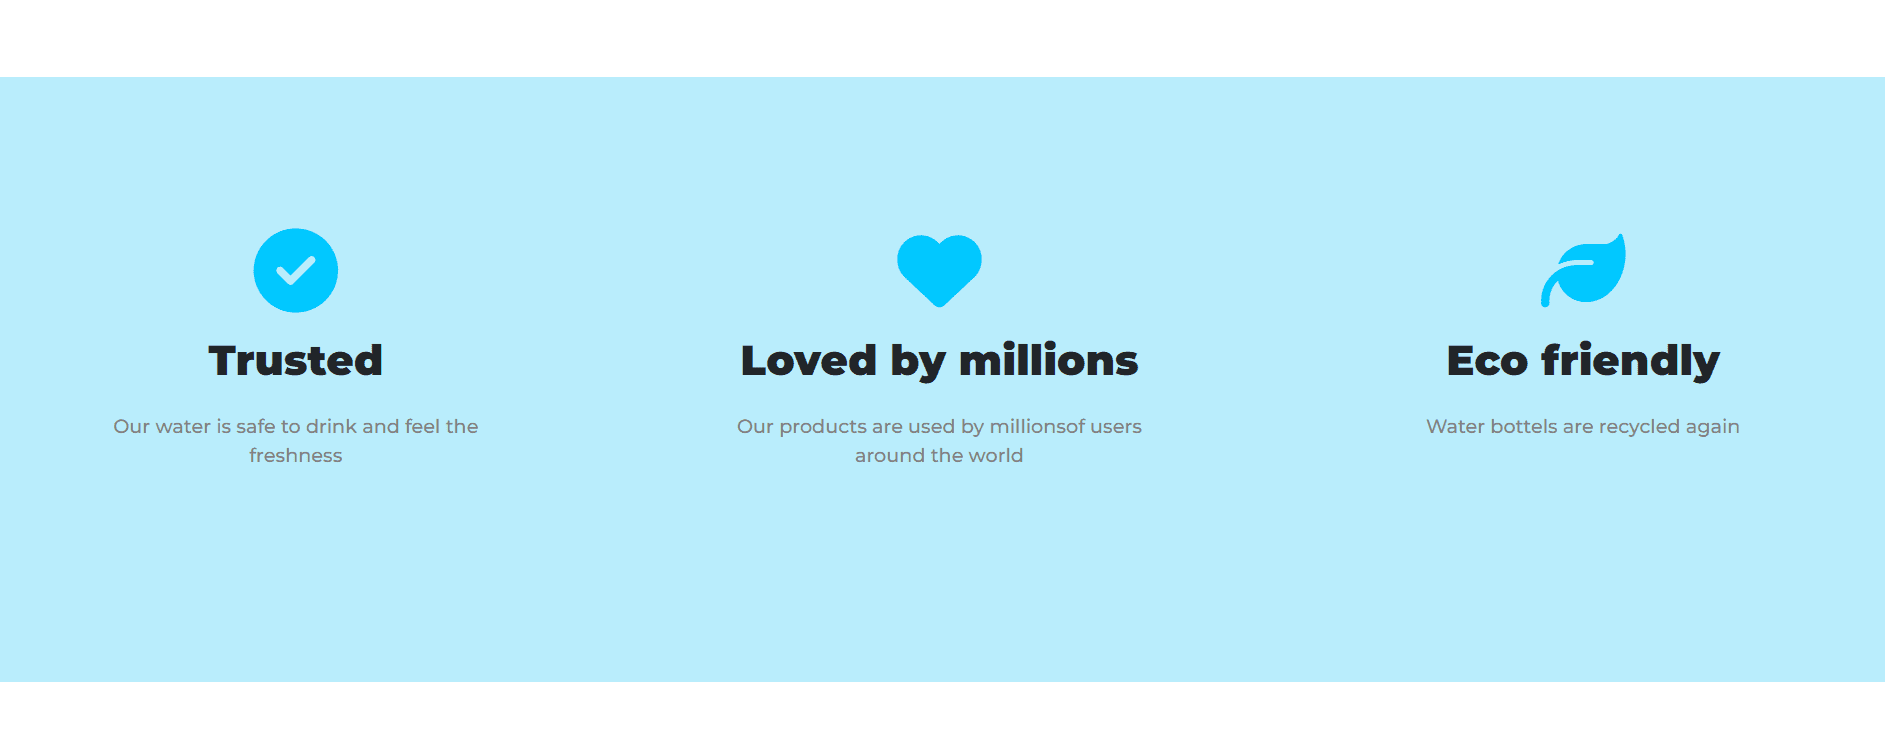 Trusted
Our water is safe to drink and feel the
freshness
Loved by millions
Our products are used by millionsof users
around the world
Eco friendly
Water bottels are recycled again